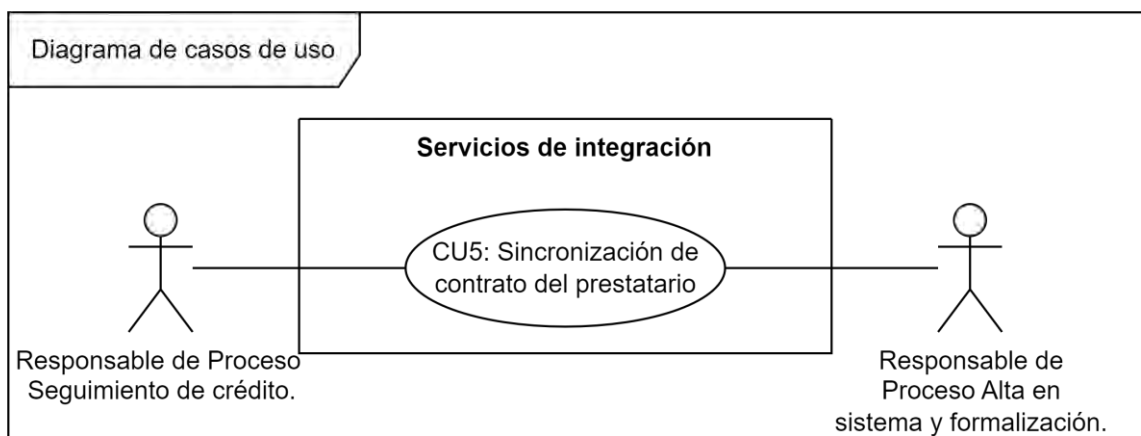 Diagrama de casos de uso
Servicios de integración
CU5: Sincronización de
contrato del prestatario
Responsable de Proceso
Seguimiento de crédito.
Responsable de
Proceso Alta en
sistema y formalización.